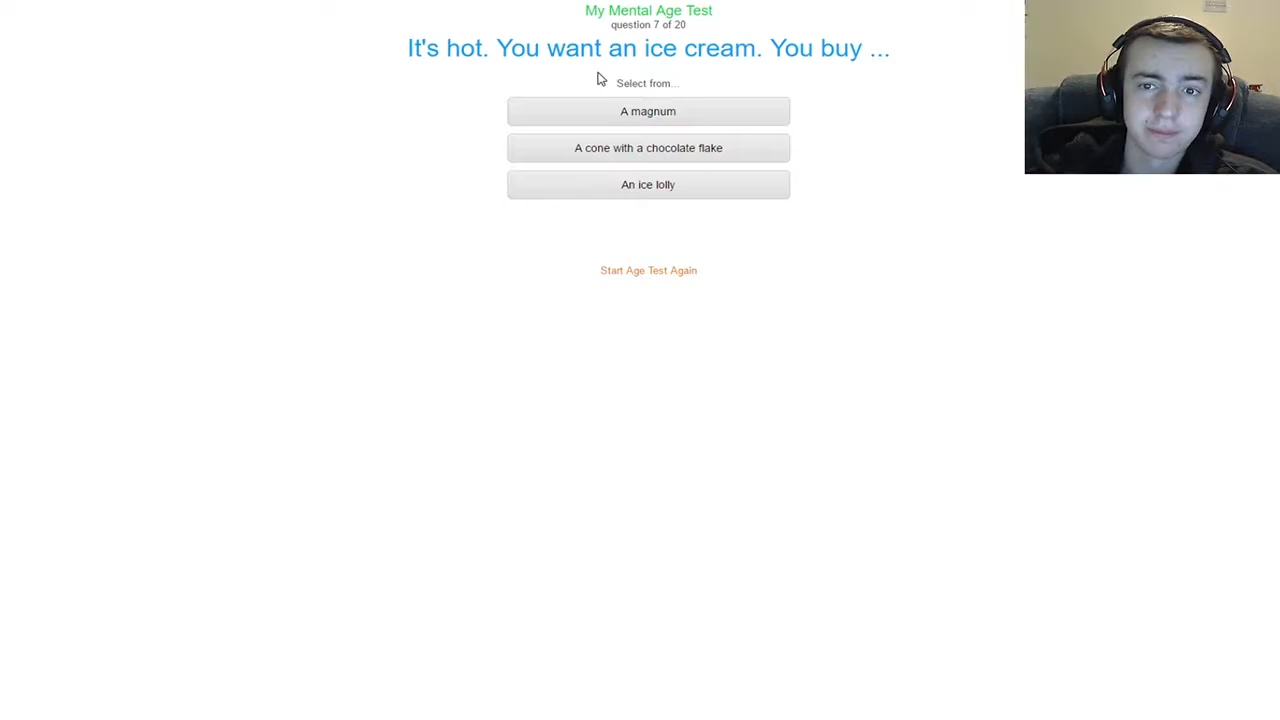 My Mental Age Test
question 7 of 20
It's hot. You want an ice cream. You buy ...
Select from...
A magnum
A cone with a chocolate flake
An ice lolly
Start Age Test Again